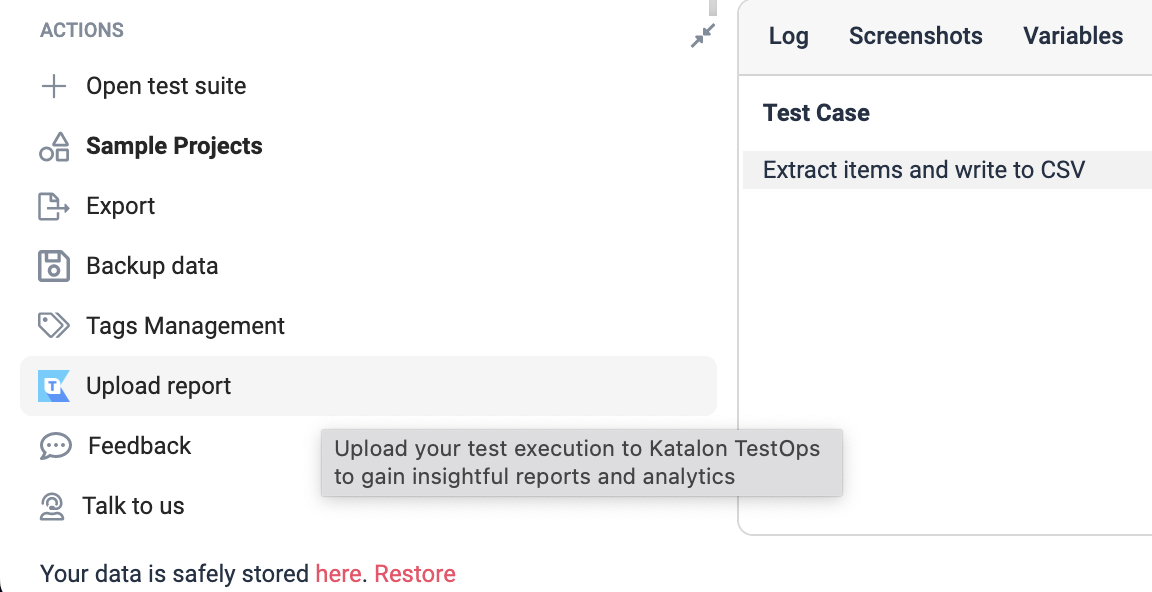 ACTIONS
Open test suite
Sample Projects
Export
Backup data
Tags Management
T
Upload report
Feedback
Talk to us
Your data is safely stored here. Restore
Upload your test execution to Katalon TestOps
to gain insightful reports and analytics
Log Screenshots Variables
Test Case
Extract items and write to CSV